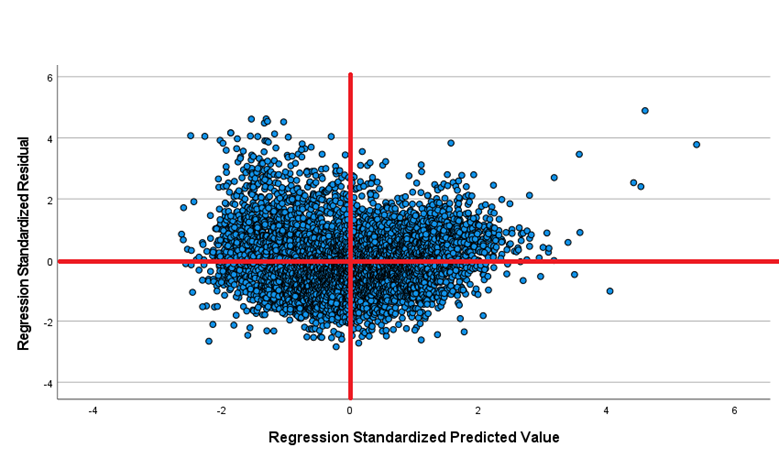 6
4
2
0
-2
-4
Regression Standardized Residual
-4 -2 0 2 4 6
Regression Standardized Predicted Value